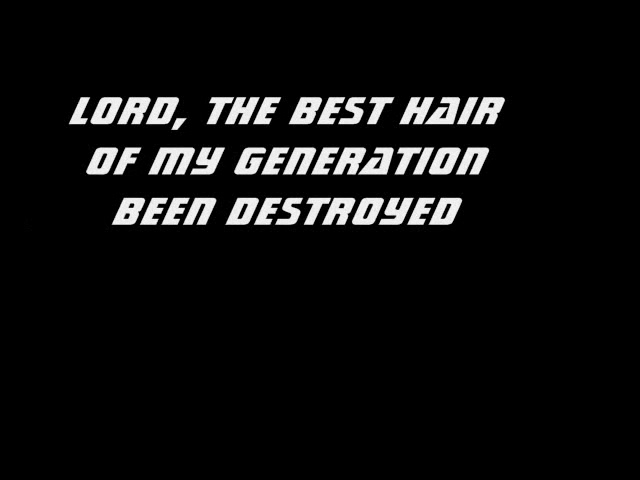 LORD, THE BEST HAIR
OF MY GENERATION
BEEN DESTROYED